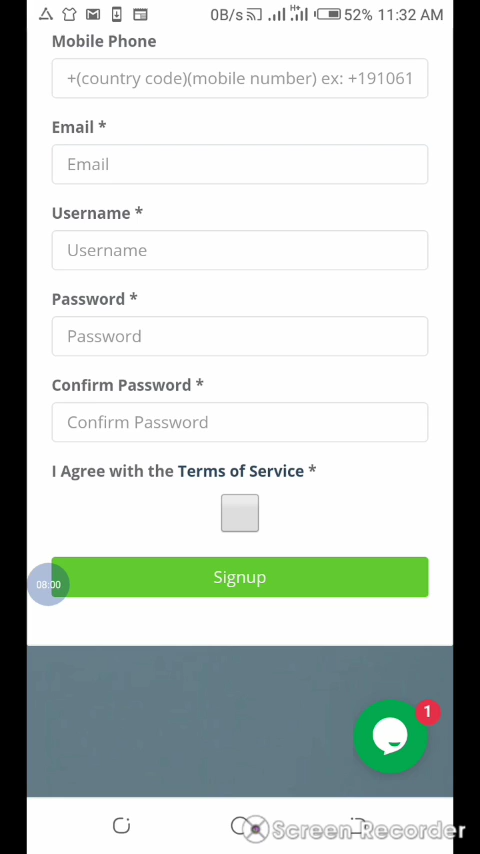 0B/s H+ 52% 11:32 AM
Mobile Phone
+(country code)(mobile number) ex: +191061
Email *
Email
Username *
Username
Password *
Password
Confirm Password *
Confirm Password
I Agree with the Terms of Service *
08:00
Signup
1
Screen Recorder